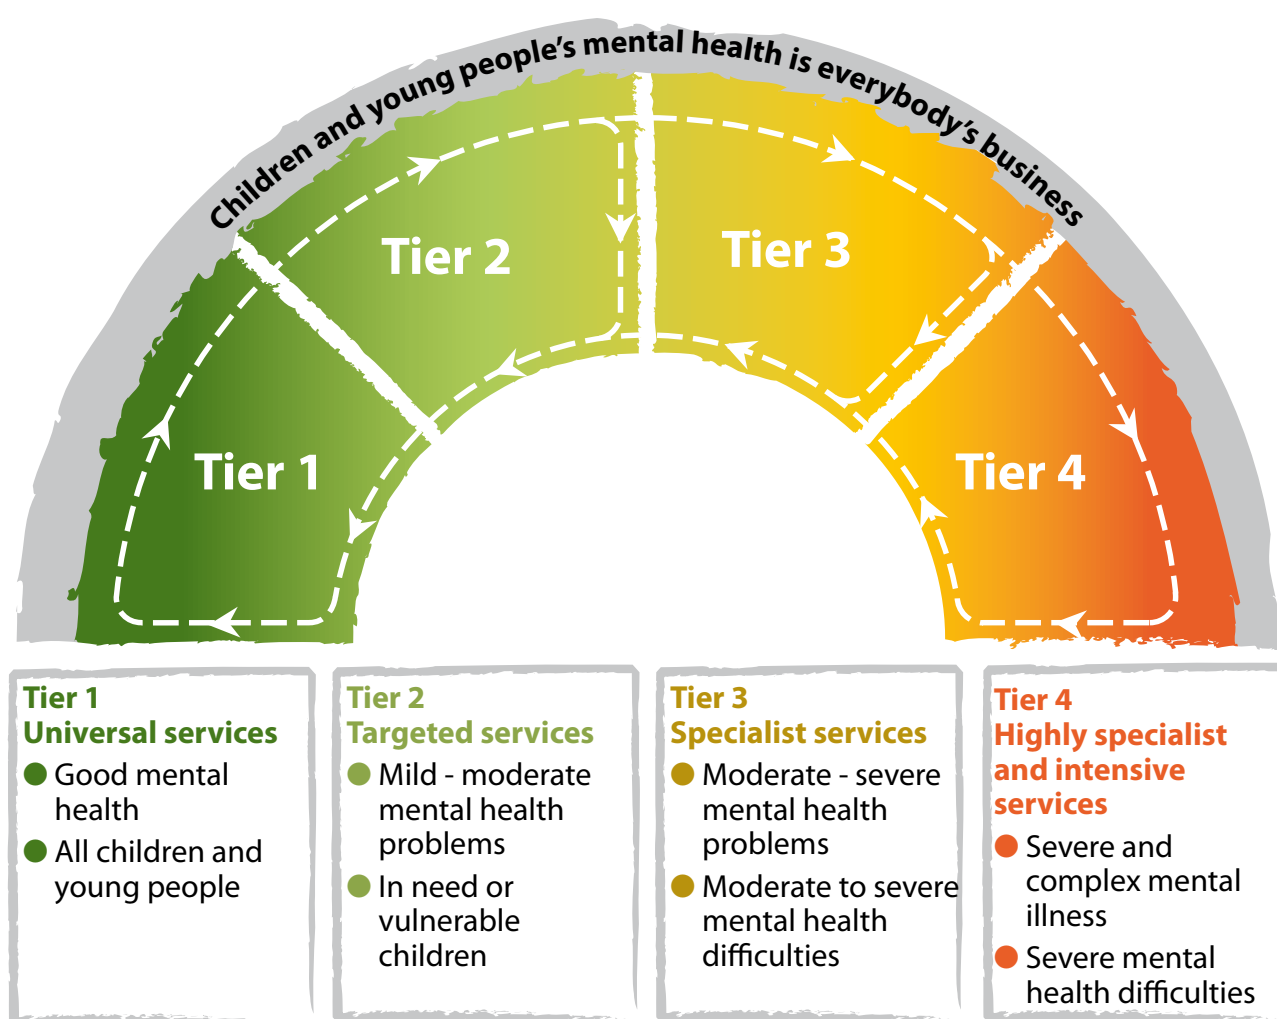 Children and young people's mental health is everybody's business
Tier 1
Tier 2
Tier 3
Tier 4
Tier 1
Universal services
● Good mental
health
● All children and
young people
Tier 2
Targeted services
● Mild - moderate
mental health
problems
● In need or
vulnerable
children
Tier 3
Specialist services
● Moderate - severe
mental health
problems
● Moderate to severe
mental health
difficulties
Tier 4
Highly specialist
and intensive
services
● Severe and
complex mental
illness
● Severe mental
health difficulties